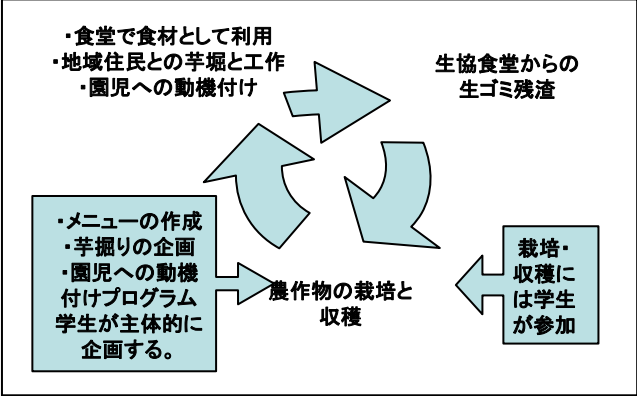 ・食堂で食材として利用
・地域住民との芋堀と工作
・園児への動機付け
生協食堂からの
生ゴミ残渣
・メニューの作成
・芋掘りの企画
・園児への動機
付けプログラム
学生が主体的に
企画する。
農作物の栽培と
収穫
栽培・
収穫に
は学生
が参加